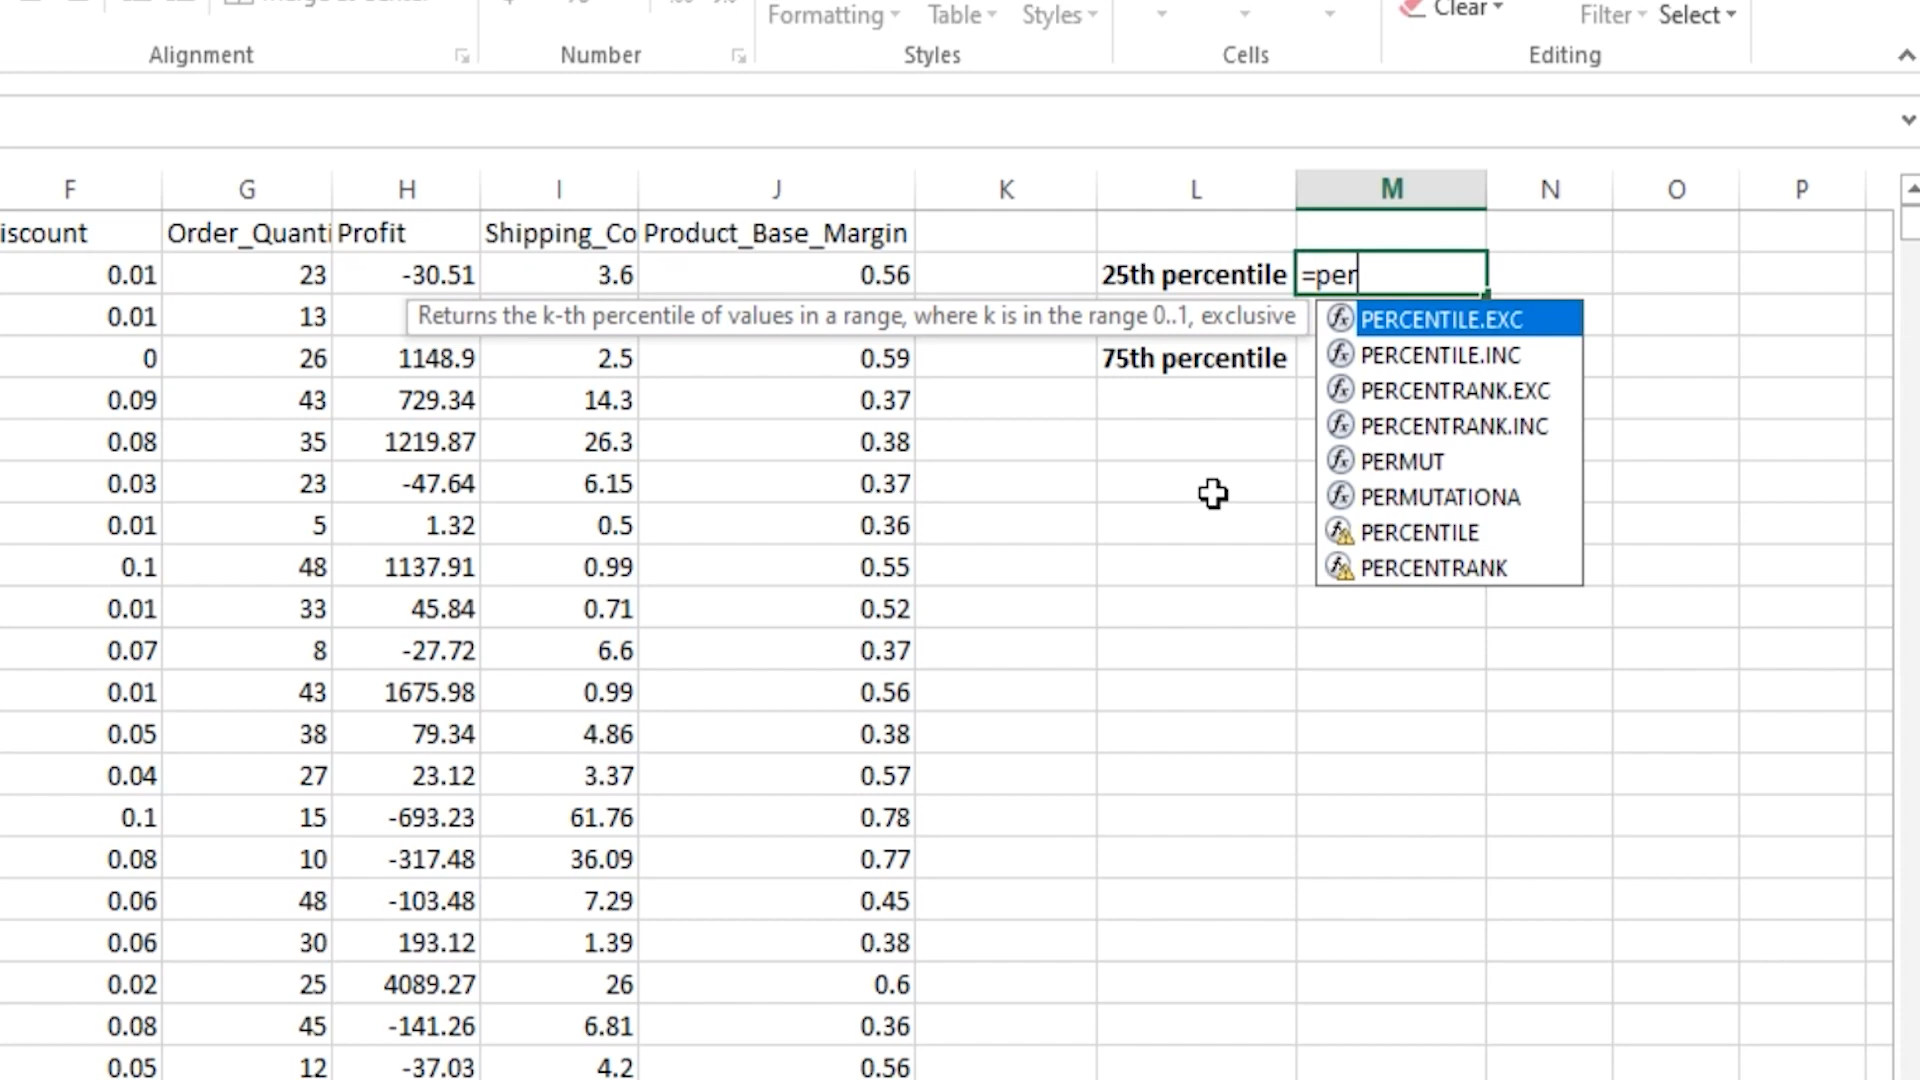 Clear
Formatting Table Styles Filter Select
Alignment Number Styles Cells Editing
F G H I J K L M N O P
iscount Order_Quanti Profit Shipping_Co Product_Base_Margin
0.01 23 -30.51 3.6 0.56 25th percentile =per
0.01 13 Returns the k-th percentile of values in a range, where k is in the range 0..1, exclusive PERCENTILE.EXC
0 26 1148.9 2.5 0.59 75th percentile PERCENTILE.INC
0.09 43 729.34 14.3 0.37 PERCENTRANK.EXC
0.08 35 1219.87 26.3 0.38 PERCENTRANK.INC
PERMUT
0.03 23 -47.64 6.15 0.37 PERMUTATIONA
0.01 5 1.32 0.5 0.36 PERCENTILE
0.1 48 1137.91 0.99 0.55 PERCENTRANK
0.01 33 45.84 0.71 0.52
0.07 8 -27.72 6.6 0.37
0.01 43 1675.98 0.99 0.56
0.05 38 79.34 4.86 0.38
0.04 27 23.12 3.37 0.57
0.1 15 -693.23 61.76 0.78
0.08 10 -317.48 36.09 0.77
0.06 48 -103.48 7.29 0.45
0.06 30 193.12 1.39 0.38
0.02 25 4089.27 26 0.6
0.08 45 -141.26 6.81 0.36
0.05 12 -37.03 4.2 0.56